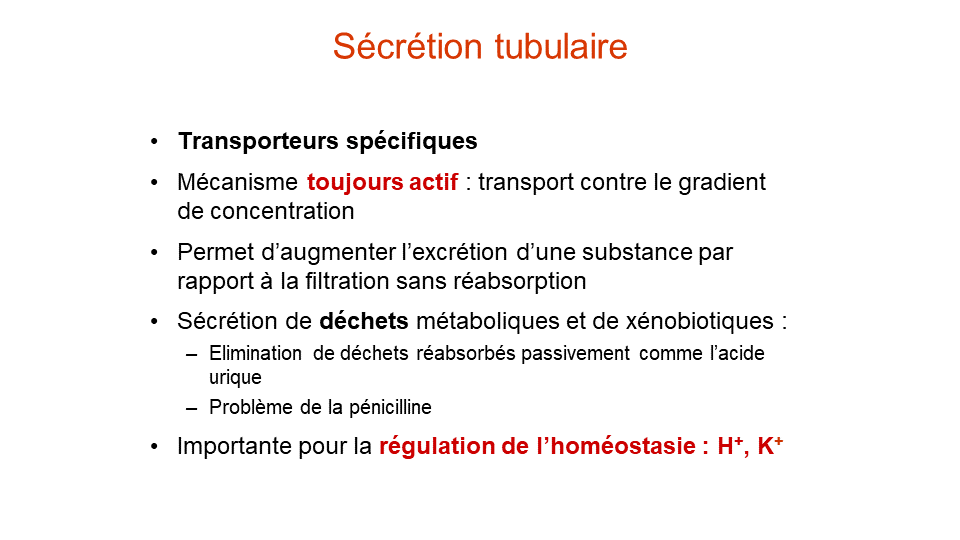 Sécrétion tubulaire
• Transporteurs spécifiques
• Mécanisme toujours actif : transport contre le gradient
de concentration
• Permet d’augmenter l’excrétion d’une substance par
rapport à la filtration sans réabsorption
• Sécrétion de déchets métaboliques et de xénobiotiques :
– Elimination de déchets réabsorbés passivement comme l’acide
urique
– Problème de la pénicilline
• Importante pour la régulation de l’homéostasie : H⁺, K⁺